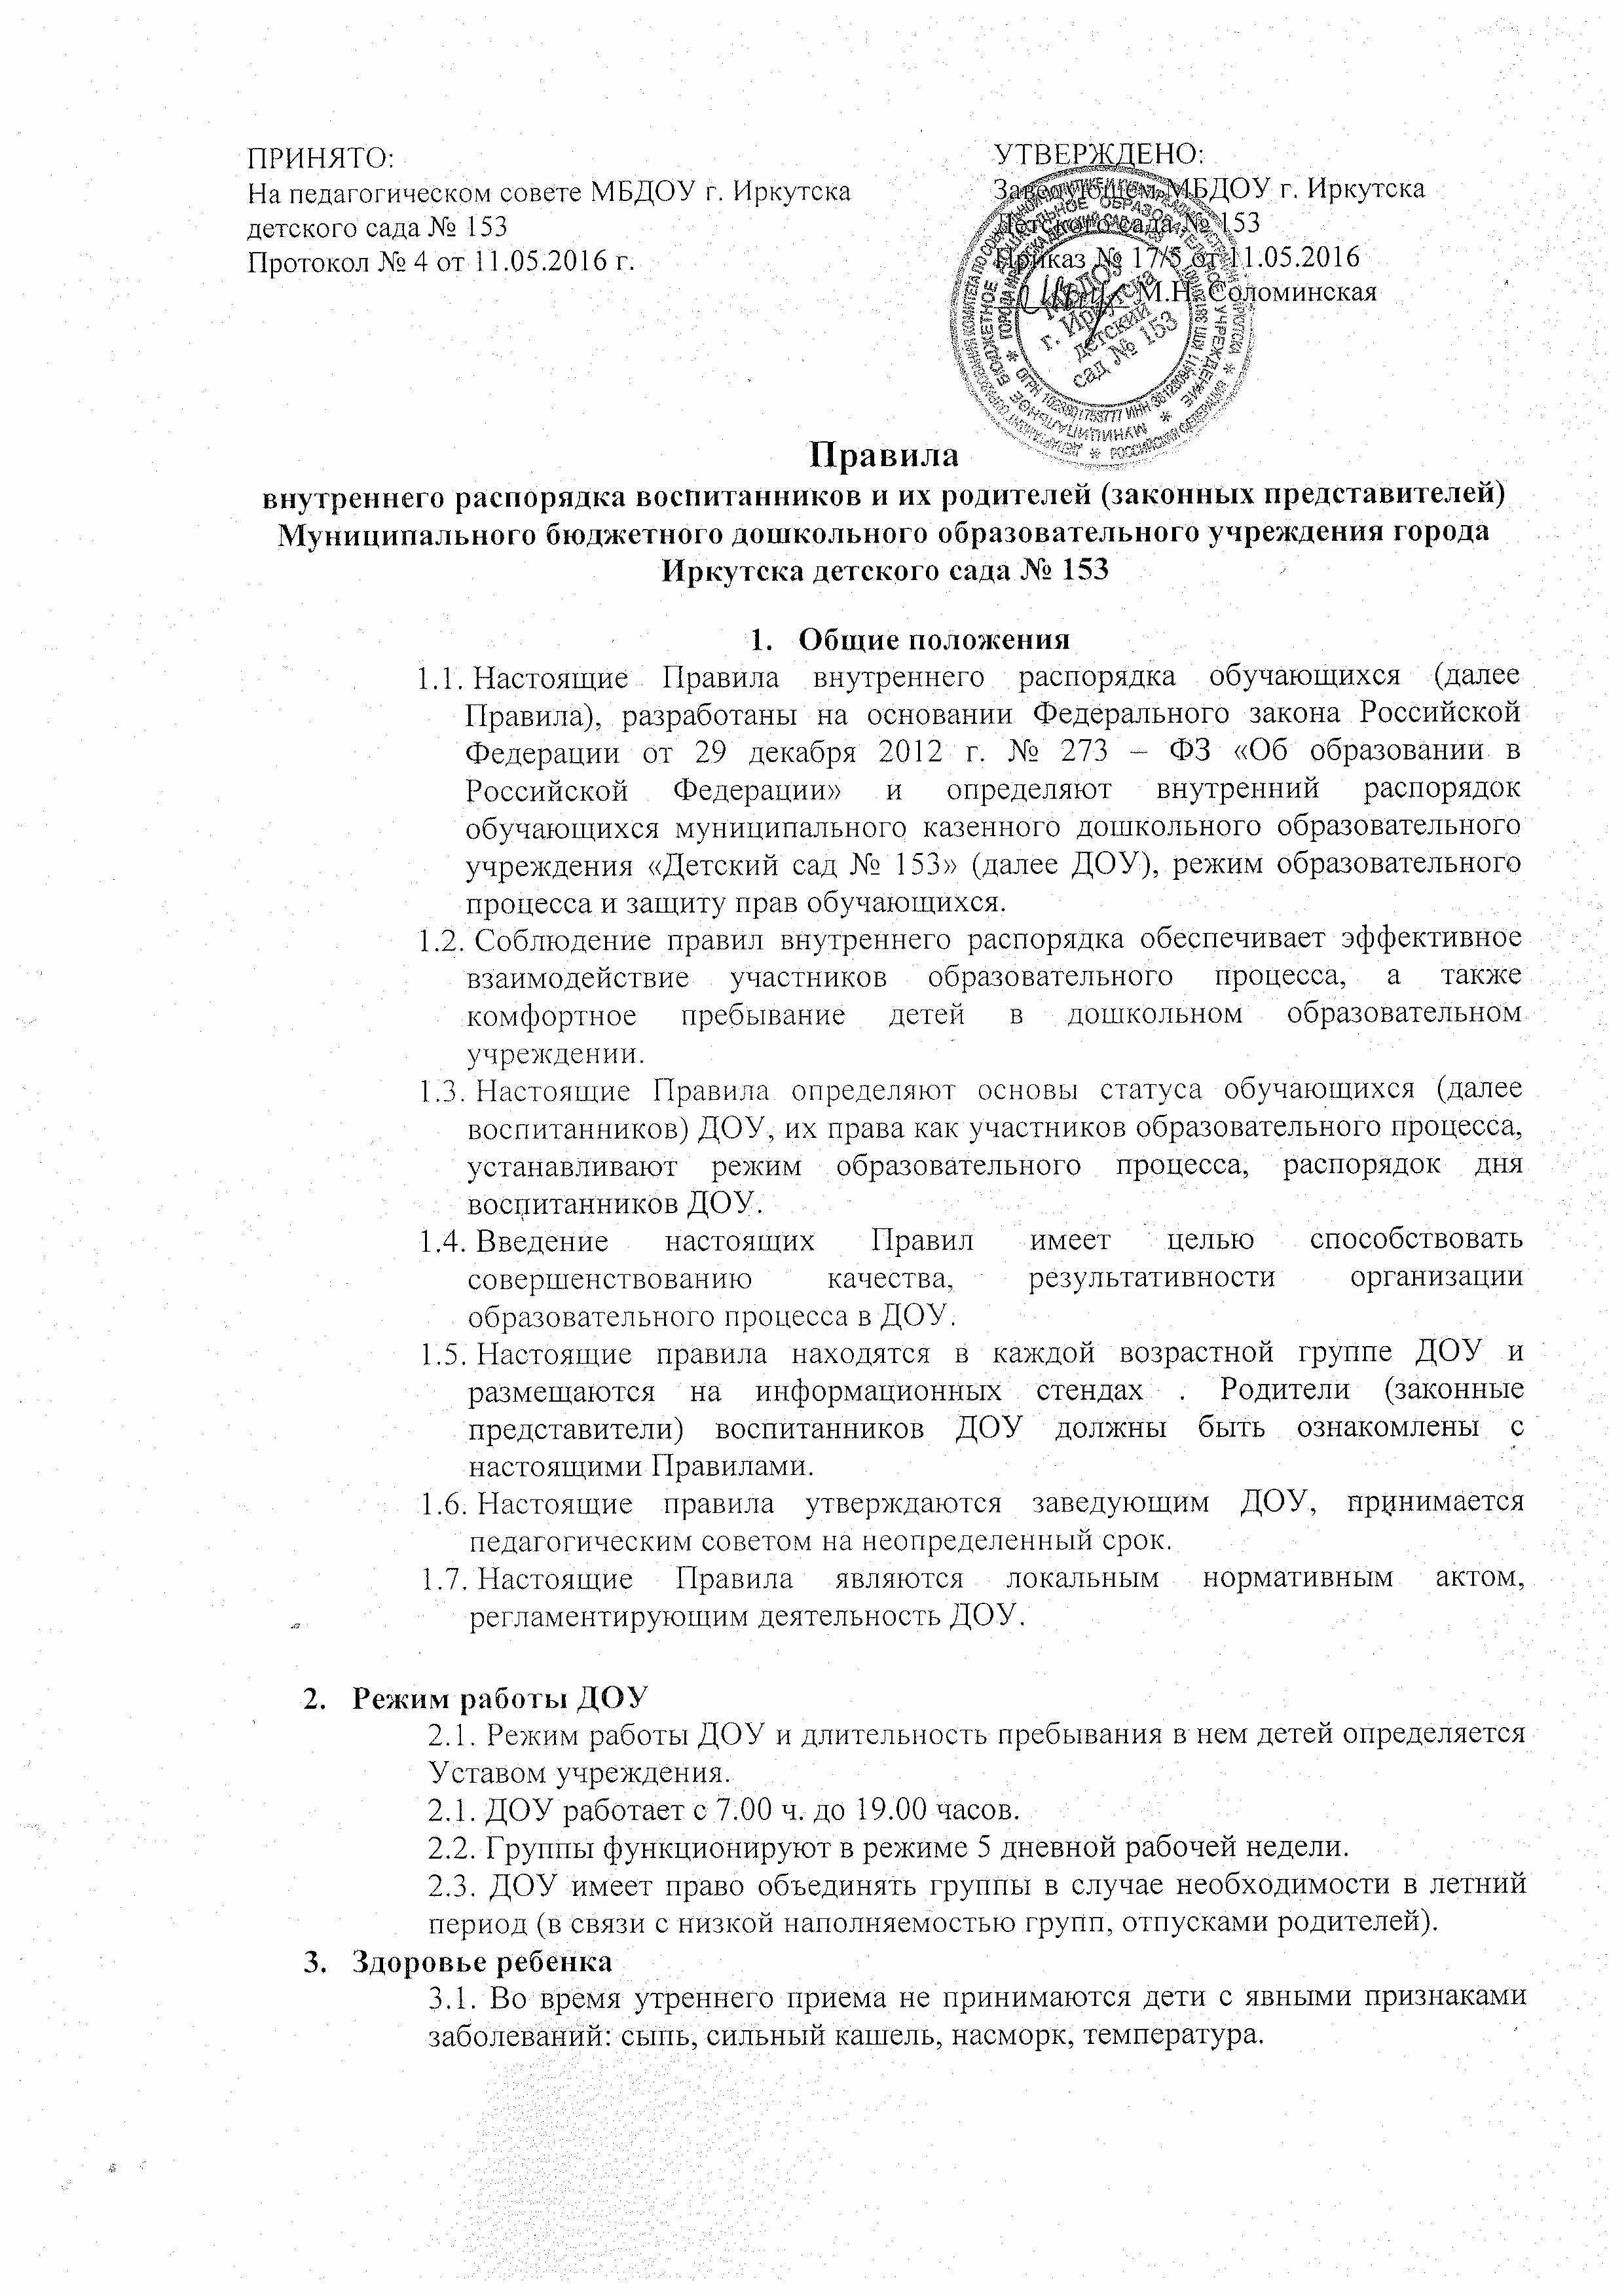 ПРИНЯТО:
На педагогическом совете МБДОУ г. Иркутска
детского сада № 153
Протокол № 4 от 11.05.2016 г.
УТВЕРЖДЕНО:
МБДОУ г. Иркутска
детского сада № 153
Приказ № 17/5 от 11.05.2016
М.Н. Соломинская
г. Иркутска
детский
сад № 153
Правила
внутреннего распорядка воспитанников и их родителей (законных представителей)
Муниципального бюджетного дошкольного образовательного учреждения города
Иркутска детского сада № 153
1. Общие положения
1.1. Настоящие Правила внутреннего распорядка обучающихся (далее
Правила), разработаны на основании Федерального закона Российской
Федерации от 29 декабря 2012 г. № 273 – ФЗ «Об образовании в
Российской Федерации» и определяют внутренний распорядок
обучающихся муниципального казенного дошкольного образовательного
учреждения «Детский сад № 153» (далее ДОУ), режим образовательного
процесса и защиту прав обучающихся.
1.2. Соблюдение правил внутреннего распорядка обеспечивает эффективное
взаимодействие участников образовательного процесса, а также
комфортное пребывание детей в дошкольном образовательном
учреждении.
1.3. Настоящие Правила определяют основы статуса обучающихся (далее
воспитанников) ДОУ, их права как участников образовательного процесса,
устанавливают режим образовательного процесса, распорядок дня
воспитанников ДОУ.
1.4. Введение настоящих Правил имеет целью способствовать
совершенствованию качества, результативности организации
образовательного процесса в ДОУ.
1.5. Настоящие правила находятся в каждой возрастной группе ДОУ и
размещаются на информационных стендах . Родители (законные
представители) воспитанников ДОУ должны быть ознакомлены с
настоящими Правилами.
1.6. Настоящие правила утверждаются заведующим ДОУ, принимается
педагогическим советом на неопределенный срок.
1.7. Настоящие Правила являются локальным нормативным актом,
регламентирующим деятельность ДОУ.
2. Режим работы ДОУ
2.1. Режим работы ДОУ и длительность пребывания в нем детей определяется
Уставом учреждения.
2.1. ДОУ работает с 7.00 ч. до 19.00 часов.
2.2. Группы функционируют в режиме 5 дневной рабочей недели.
2.3. ДОУ имеет право объединять группы в случае необходимости в летний
период (в связи с низкой наполняемостью групп, отпусками родителей).
3. Здоровье ребенка
3.1. Во время утреннего приема не принимаются дети с явными признаками
заболеваний: сыпь, сильный кашель, насморк, температура.